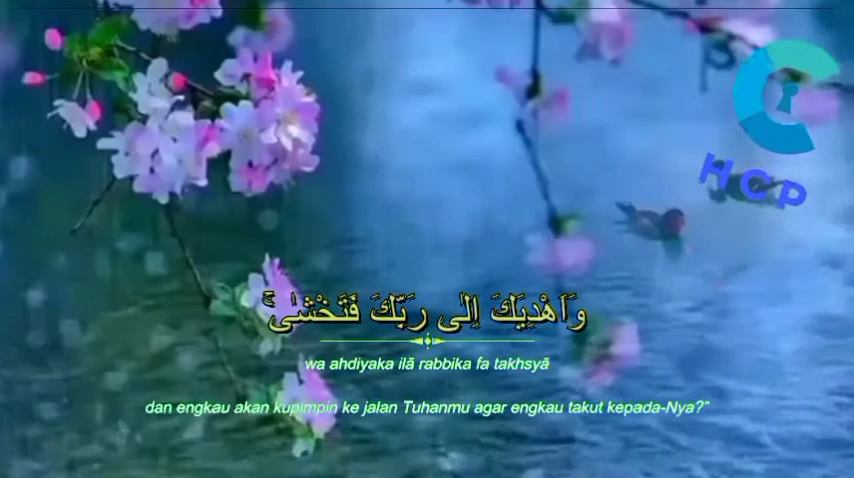 HCP
وَاَهْدِيَكَ اِلٰى رَبِّكَ فَتَخْشٰىۚ
wa ahdiyaka ilā rabbika fa takhsyā
dan engkau akan kupimpin ke jalan Tuhanmu agar engkau takut kepada-Nya?”